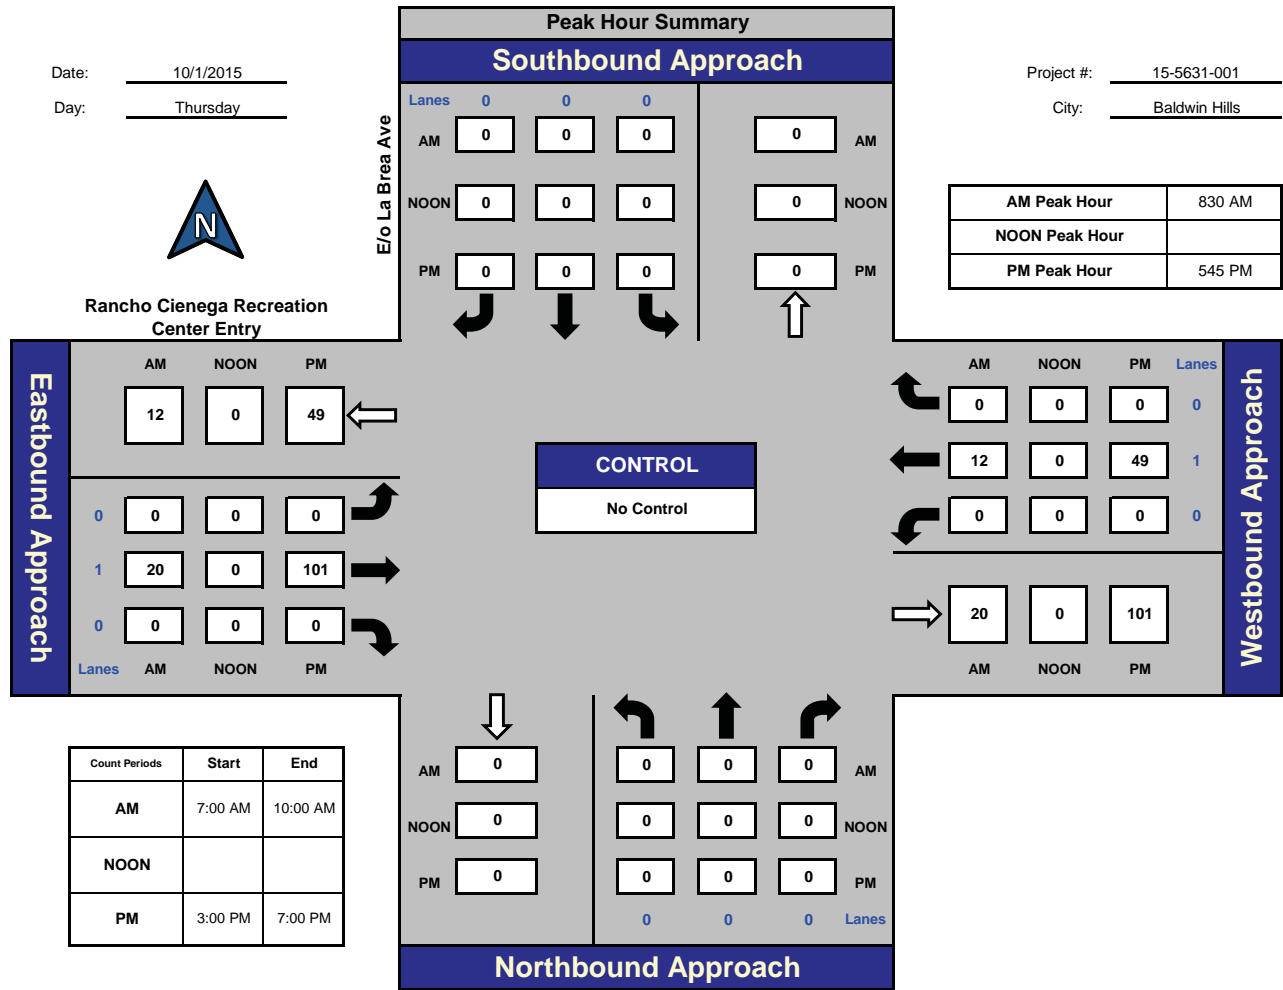 Peak Hour Summary
Southbound Approach
Date: 10/1/2015
Day: Thursday
Project #: 15-5631-001
City: Baldwin Hills
E/o La Brea Ave
Lanes 0 0 0
AM 0 0 0 0 AM
NOON 0 0 0 0 NOON
PM 0 0 0 0 PM
N
AM Peak Hour 830 AM
NOON Peak Hour
PM Peak Hour 545 PM
Rancho Cienega Recreation
Center Entry
Eastbound Approach
AM NOON PM
12 0 49
0 0 0 0
1 20 0 101
0 0 0 0
Lanes AM NOON PM
CONTROL
No Control
AM NOON PM Lanes
0 0 0 0
12 0 49 1
0 0 0 0
20 0 101
AM NOON PM
Westbound Approach
Count Periods Start End
AM 7:00 AM 10:00 AM
NOON
PM 3:00 PM 7:00 PM
AM 0 0 0 0 AM
NOON 0 0 0 0 NOON
PM 0 0 0 0 PM
0 0 0 Lanes
Northbound Approach